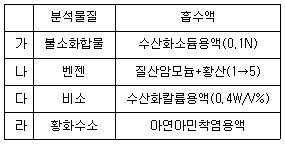 분석물질 흡수액
가 불소화합물 수산화소듐용액(0.1N)
나 벤젠 질산암모늄+황산(1→5)
다 비소 수산화칼륨용액(0.4W/V%)
라 황화수소 아연아민착염용액